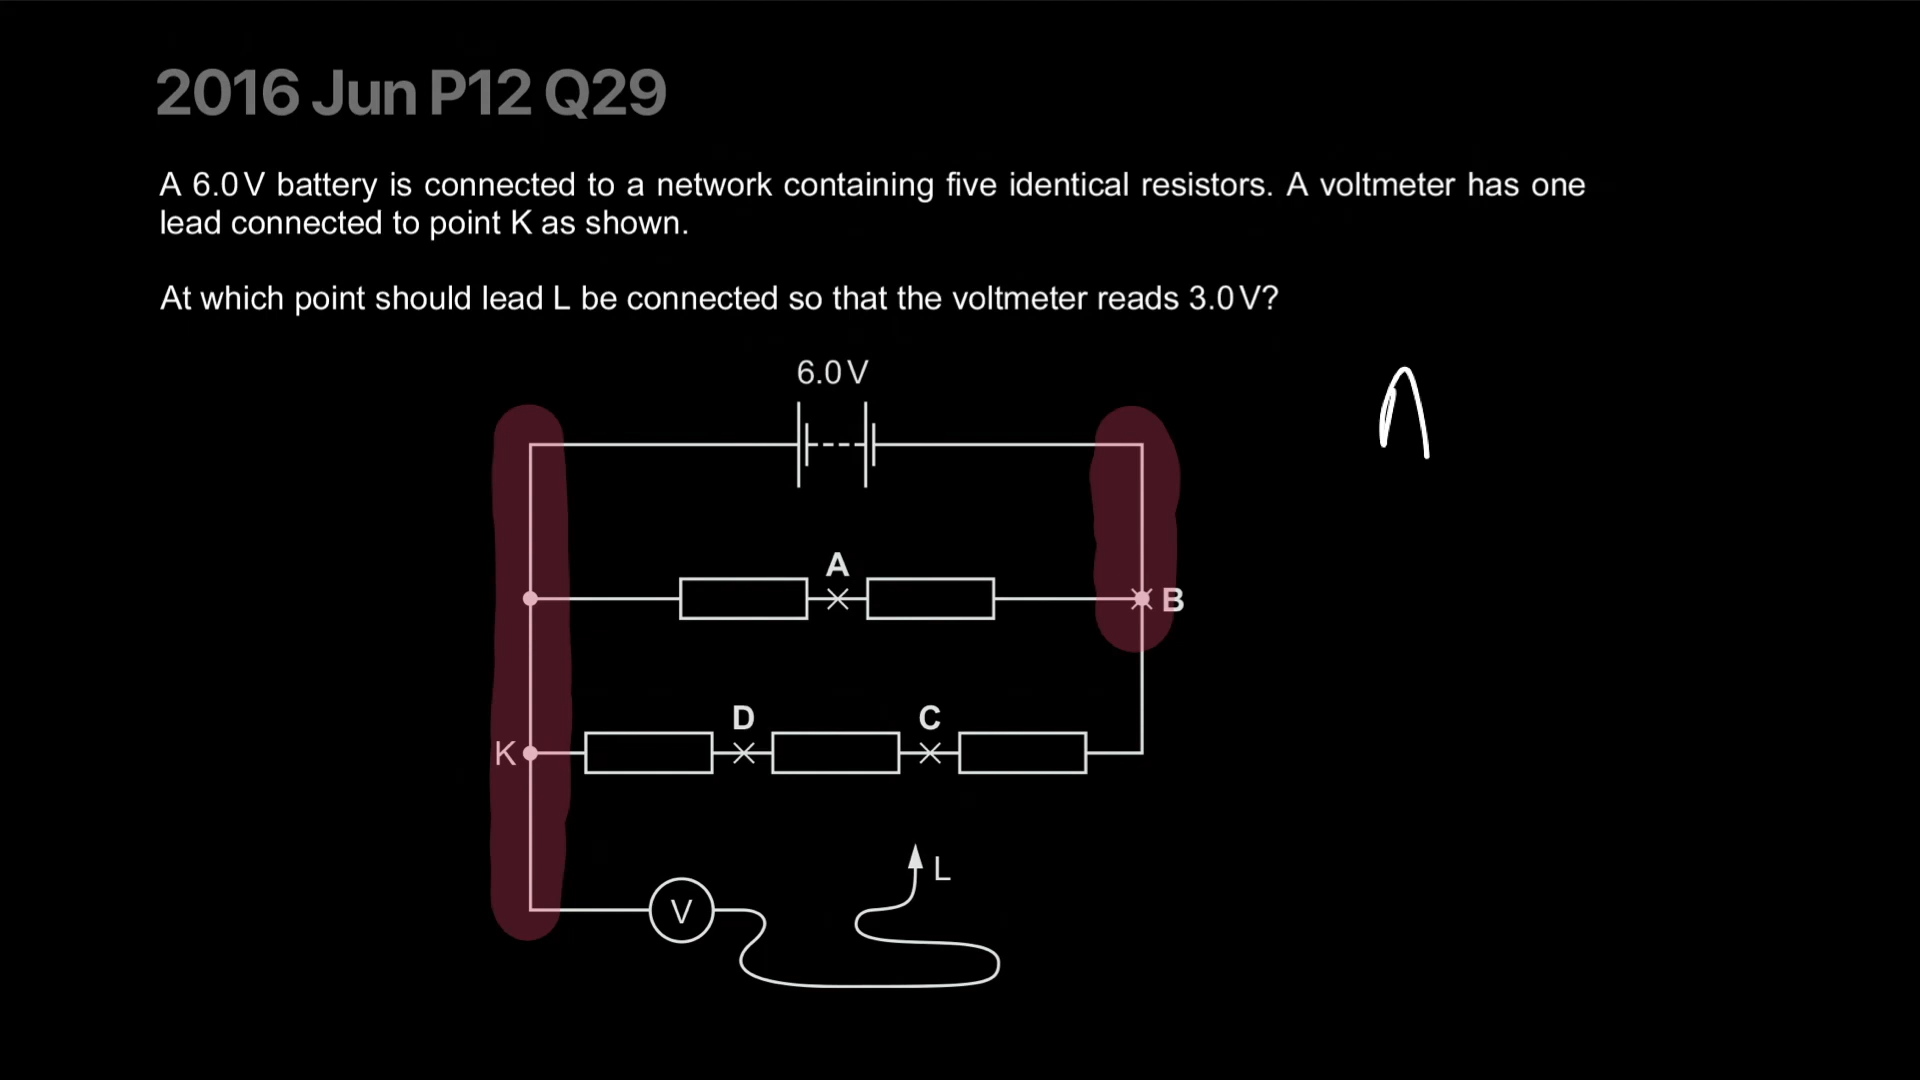 2016 Jun P12 Q29
A 6.0 V battery is connected to a network containing five identical resistors. A voltmeter has one
lead connected to point K as shown.
At which point should lead L be connected so that the voltmeter reads 3.0 V?
6.0 V
A
B
D
C
K
L
V